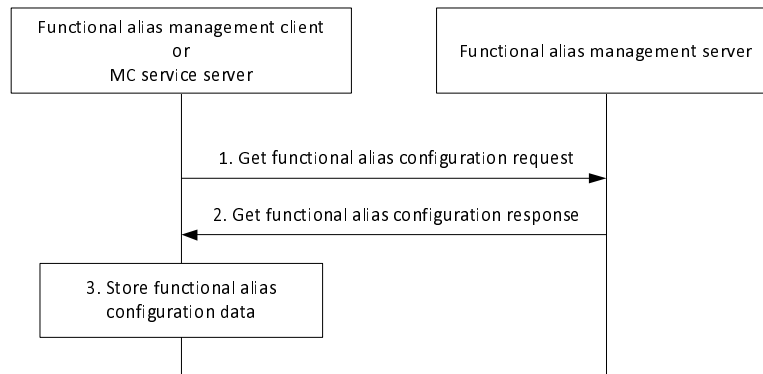 Functional alias management client
or
MC service server
Functional alias management server
1. Get functional alias configuration request
2. Get functional alias configuration response
3. Store functional alias
configuration data